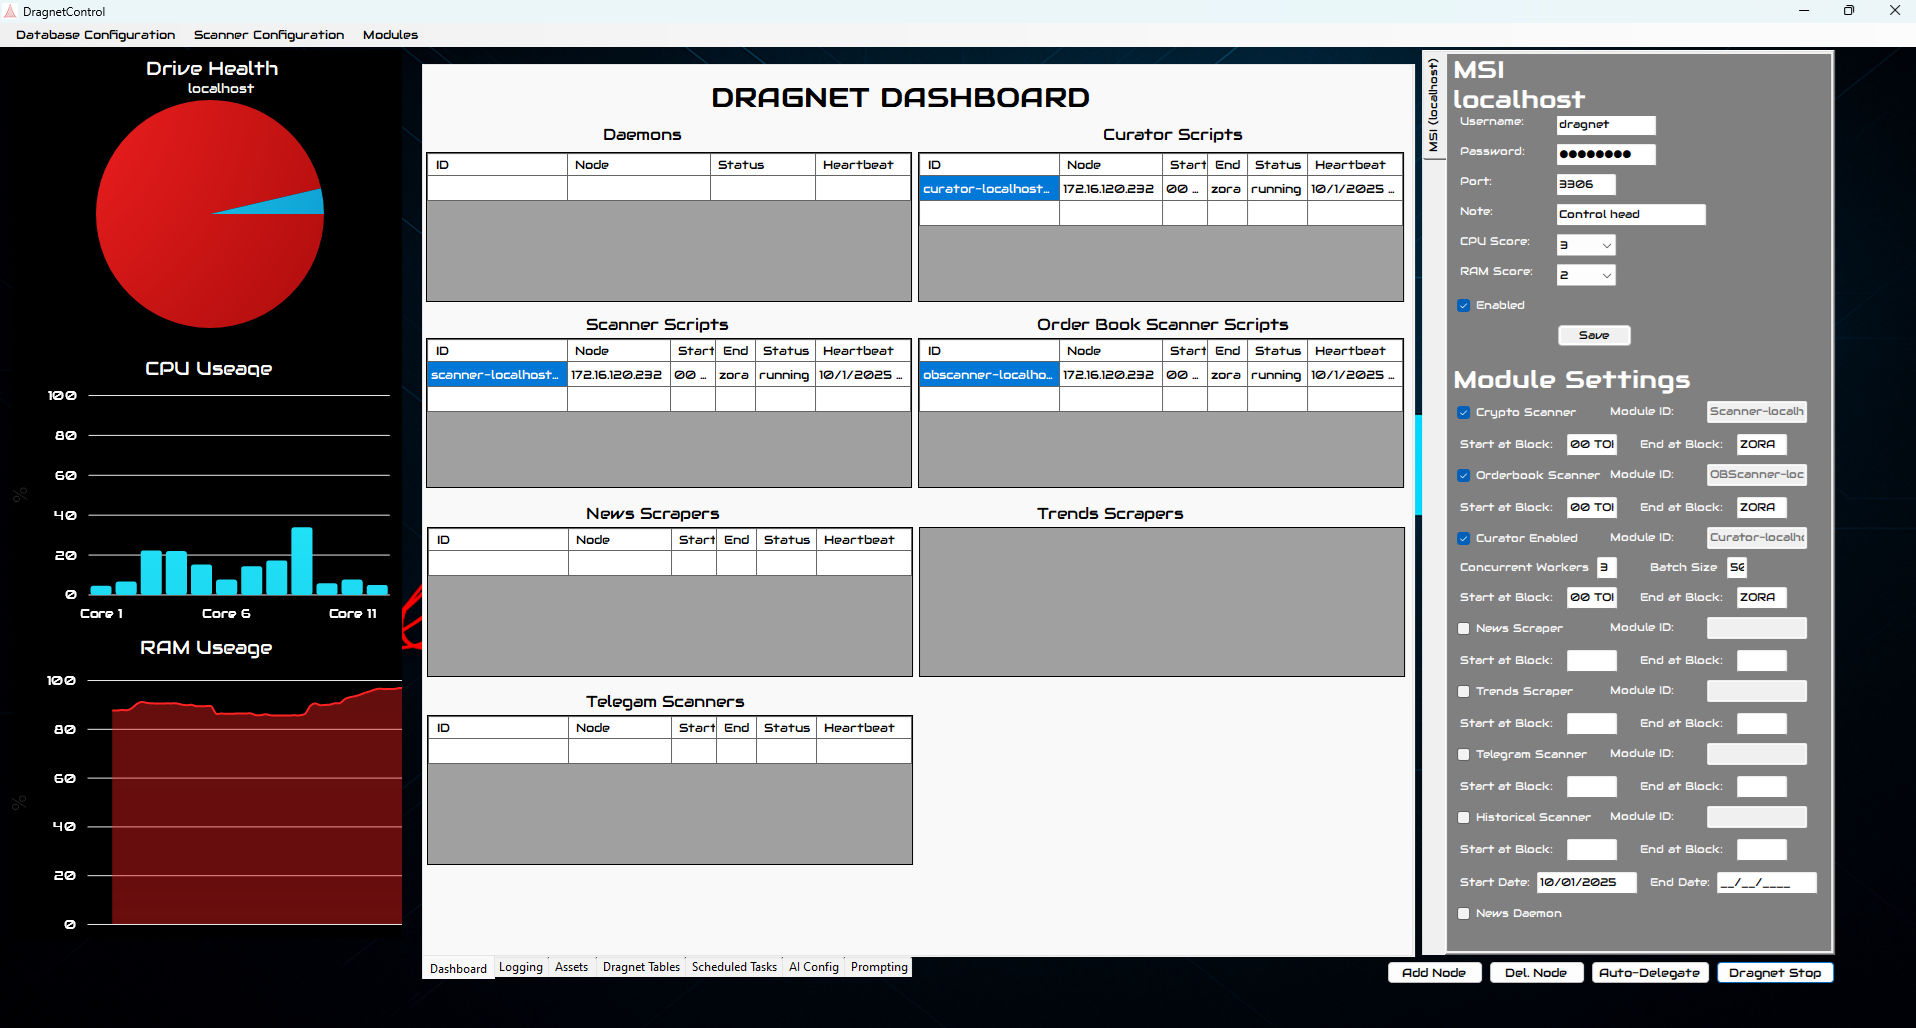 DragnetControl
Database Configuration Scanner Configuration Modules
Drive Health
localhost
CPU Useage
100
80
60
%
40
20
0
Core 1 Core 6 Core 11
RAM Useage
100
80
60
%
40
20
0
DRAGNET DASHBOARD
Daemons
ID Node Status Heartbeat
Curator Scripts
ID Node Start End Status Heartbeat
curator-localhost... 172.16.120.232 00 ... zora running 10/1/2025 ...
Scanner Scripts
ID Node Start End Status Heartbeat
scanner-localhost... 172.16.120.232 00 ... zora running 10/1/2025 ...
Order Book Scanner Scripts
ID Node Start End Status Heartbeat
obscanner-localho... 172.16.120.232 00 ... zora running 10/1/2025 ...
News Scrapers
ID Node Start End Status Heartbeat
Trends Scrapers
Telegam Scanners
ID Node Start End Status Heartbeat
Dashboard Logging Assets Dragnet Tables Scheduled Tasks AI Config Prompting
MSI (localhost)
MSI
localhost
Username: dragnet
Password: ●●●●●●●●
Port: 3306
Note: Control head
CPU Score: 3
RAM Score: 2
Enabled
Save
Module Settings
Crypto Scanner Module ID: Scanner-localh
Start at Block: 00 TO End at Block: ZORA
Orderbook Scanner Module ID: OBScanner-loc
Start at Block: 00 TO End at Block: ZORA
Curator Enabled Module ID: Curator-localh
Concurrent Workers 3 Batch Size 50
Start at Block: 00 TO End at Block: ZORA
News Scraper Module ID:
Start at Block: End at Block:
Trends Scraper Module ID:
Start at Block: End at Block:
Telegram Scanner Module ID:
Start at Block: End at Block:
Historical Scanner Module ID:
Start at Block: End at Block:
Start Date: 10/01/2025 End Date: __/__/____
News Daemon
Add Node Del. Node Auto-Delegate Dragnet Stop